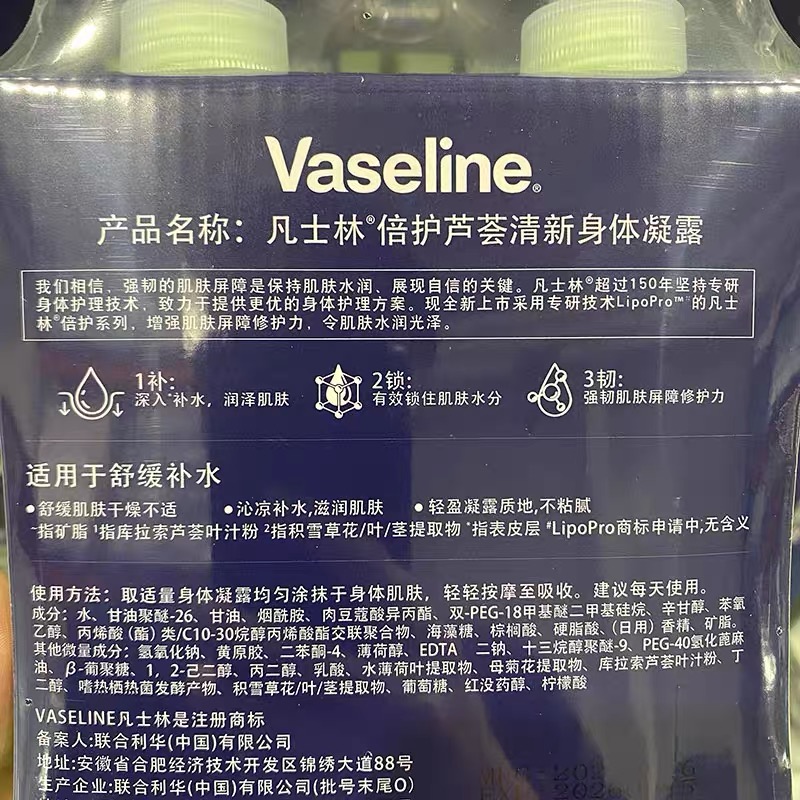 Vaseline®
产品名称：凡士林®倍护芦荟清新身体凝露
我们相信，强韧的肌肤屏障是保持肌肤水润、展现自信的关键。凡士林®超过150年坚持专研
身体护理技术，致力于提供更优的身体护理方案。现全新上市采用专研技术LipoPro™#的凡士
林®倍护系列，增强肌肤屏障修护力，令肌肤水润光泽。
1补：
深入*补水，润泽肌肤
2锁：
有效锁住肌肤水分
3韧：
强韧肌肤屏障修护力
适用于舒缓补水
●舒缓肌肤干燥不适 ●沁凉补水,滋润肌肤 ●轻盈凝露质地,不粘腻
~指矿脂 ¹指库拉索芦荟叶汁粉 ²指积雪草花/叶/茎提取物 *指表皮层 #LipoPro商标申请中,无含义
使用方法：取适量身体凝露均匀涂抹于身体肌肤，轻轻按摩至吸收。建议每天使用。
成分：水、甘油聚醚-26、甘油、烟酰胺、肉豆蔻酸异丙酯、双-PEG-18甲基醚二甲基硅烷、辛甘醇、苯氧
乙醇、丙烯酸（酯）类/C10-30烷醇丙烯酸酯交联聚合物、海藻糖、棕榈酸、硬脂酸、（日用）香精、矿脂。
其他微量成分：氢氧化钠、黄原胶、二苯酮-4、薄荷醇、EDTA 二钠、十三烷醇聚醚-9、PEG-40氢化蓖麻
油、β-葡聚糖、1，2-己二醇、丙二醇、乳酸、水薄荷叶提取物、母菊花提取物、库拉索芦荟叶汁粉、丁
二醇、嗜热栖热菌发酵产物、积雪草花/叶/茎提取物、葡萄糖、红没药醇、柠檬酸
VASELINE凡士林是注册商标
备案人:联合利华(中国)有限公司
地址:安徽省合肥经济技术开发区锦绣大道88号
生产企业:联合利华(中国)有限公司(批号末尾O)